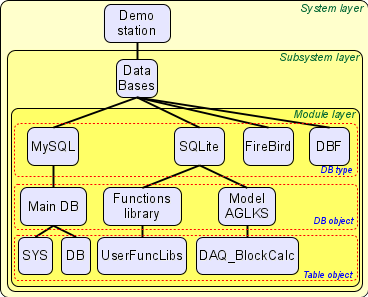 System layer
Demo
station
Subsystem layer
Data
Bases
Module layer
MySQL
SQLite
FireBird
DBF
DB type
Main DB
Functions
library
Model
AGLKS
DB object
SYS
DB
UserFuncLibs
DAQ_BlockCalc
Table object